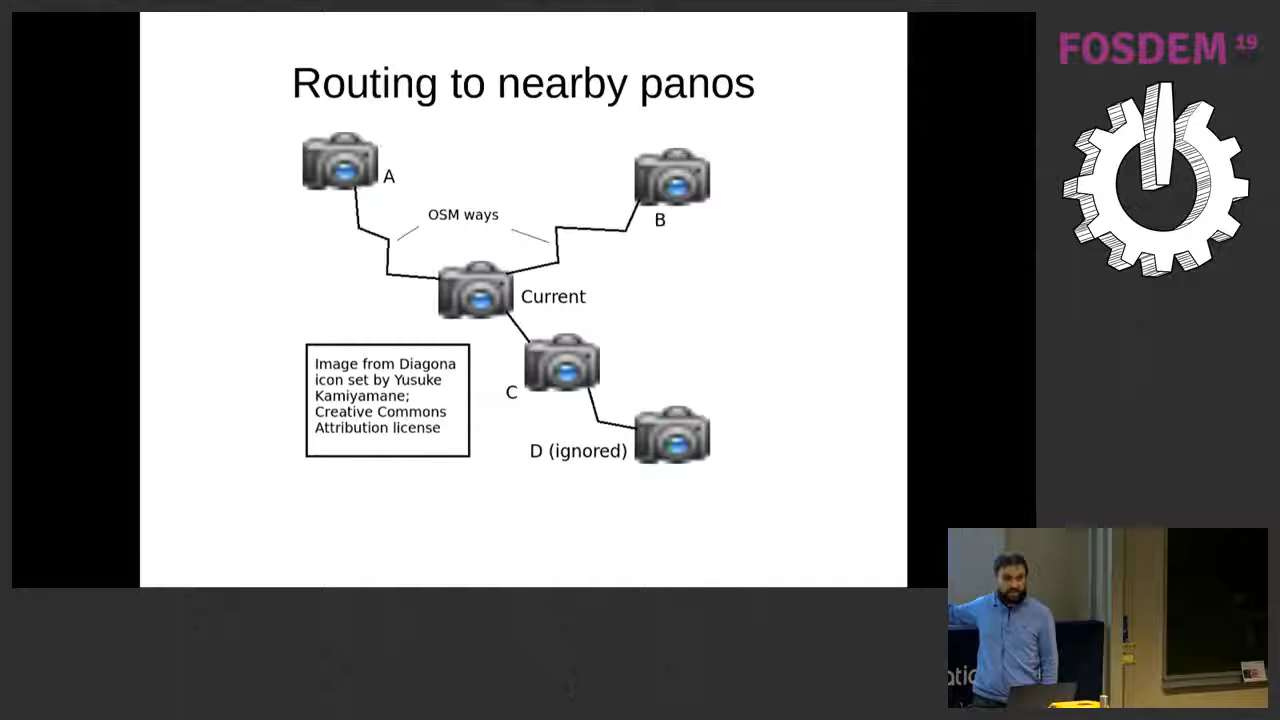 FOSDEM 19
Routing to nearby panos
A
OSM ways
B
Current
Image from Diagona
icon set by Yusuke
Kamiyamane;
Creative Commons
Attribution license
C
D (ignored)